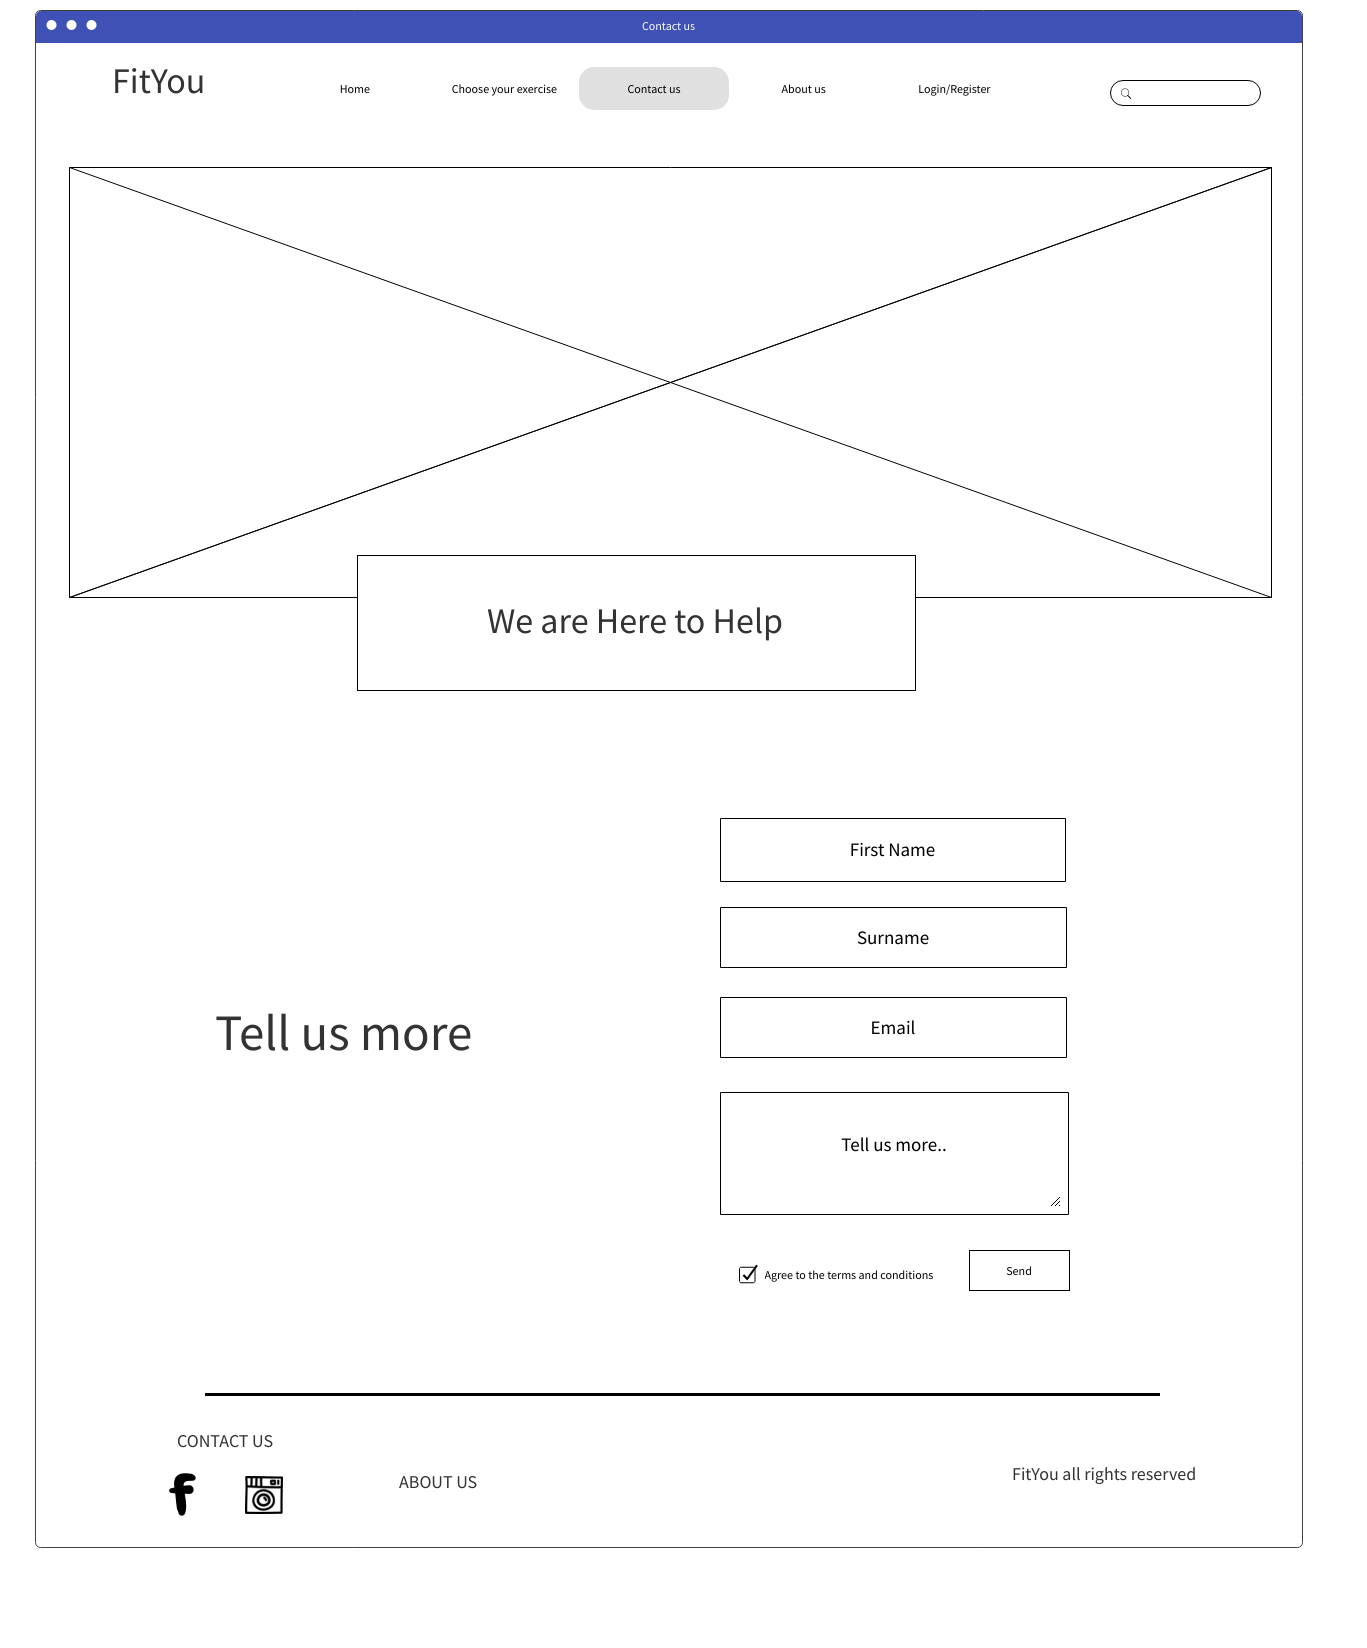 Contact us
FitYou
Home
Choose your exercise
Contact us
About us
Login/Register
We are Here to Help
First Name
Surname
Email
Tell us more
Tell us more..
Agree to the terms and conditions
Send
CONTACT US
ABOUT US
FitYou all rights reserved